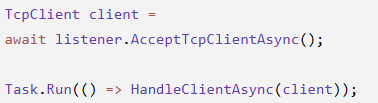 TcpClient client =
await listener.AcceptTcpClientAsync();
Task.Run(() => HandleClientAsync(client));